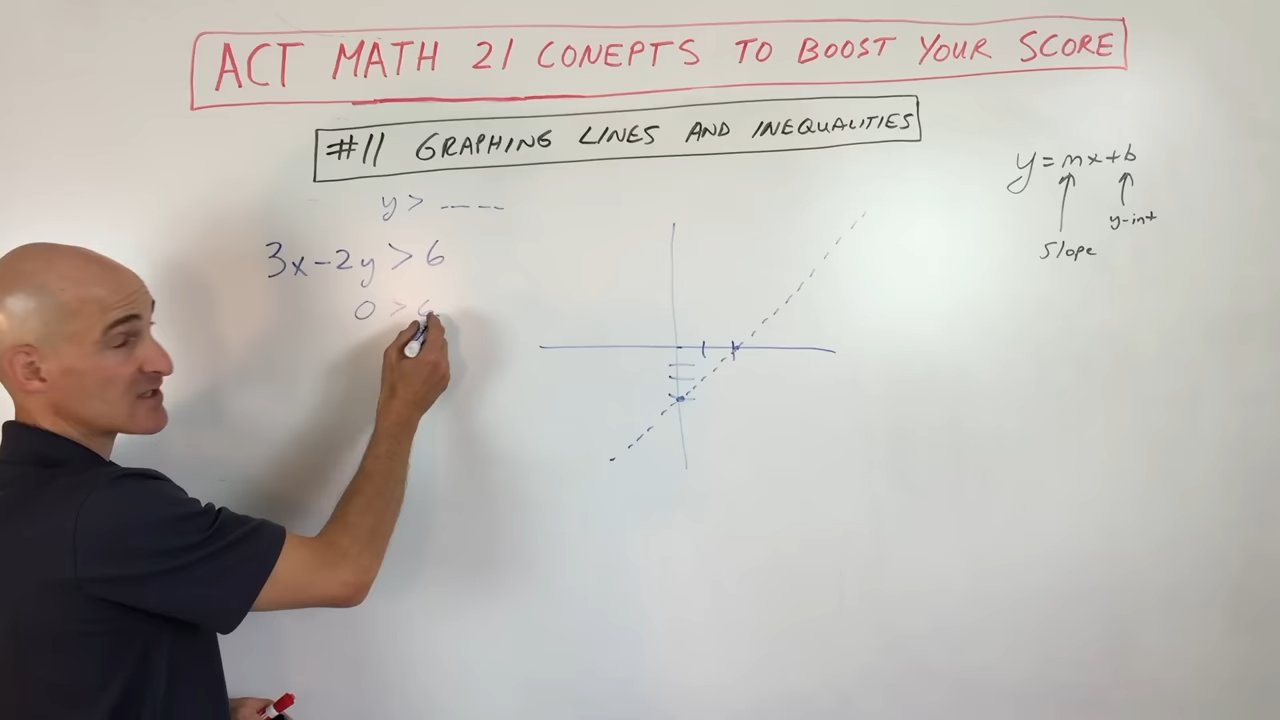 ACT MATH 21 CONEPTS TO BOOST YOUR SCORE
#11 GRAPHING LINES AND INEQUALITIES
y = mx + b
y-int
Slope
y > ----
3x - 2y > 6
0 > 6